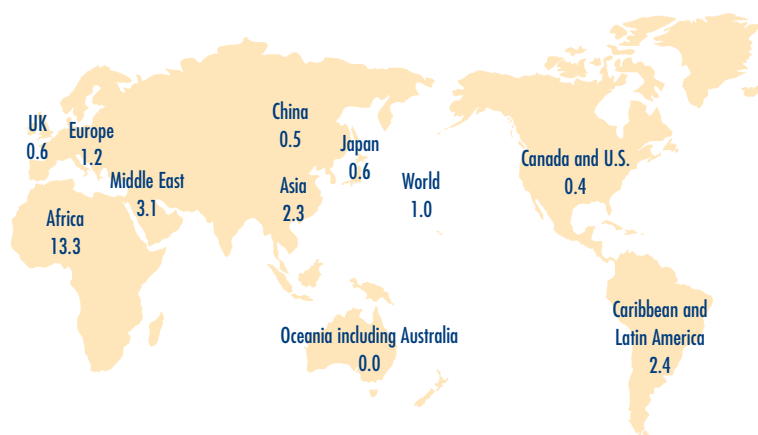 UK
0.6
Europe
1.2
Middle East
3.1
Africa
13.3
China
0.5
Japan
0.6
Asia
2.3
World
1.0
Oceania including Australia
0.0
Canada and U.S.
0.4
Caribbean and
Latin America
2.4